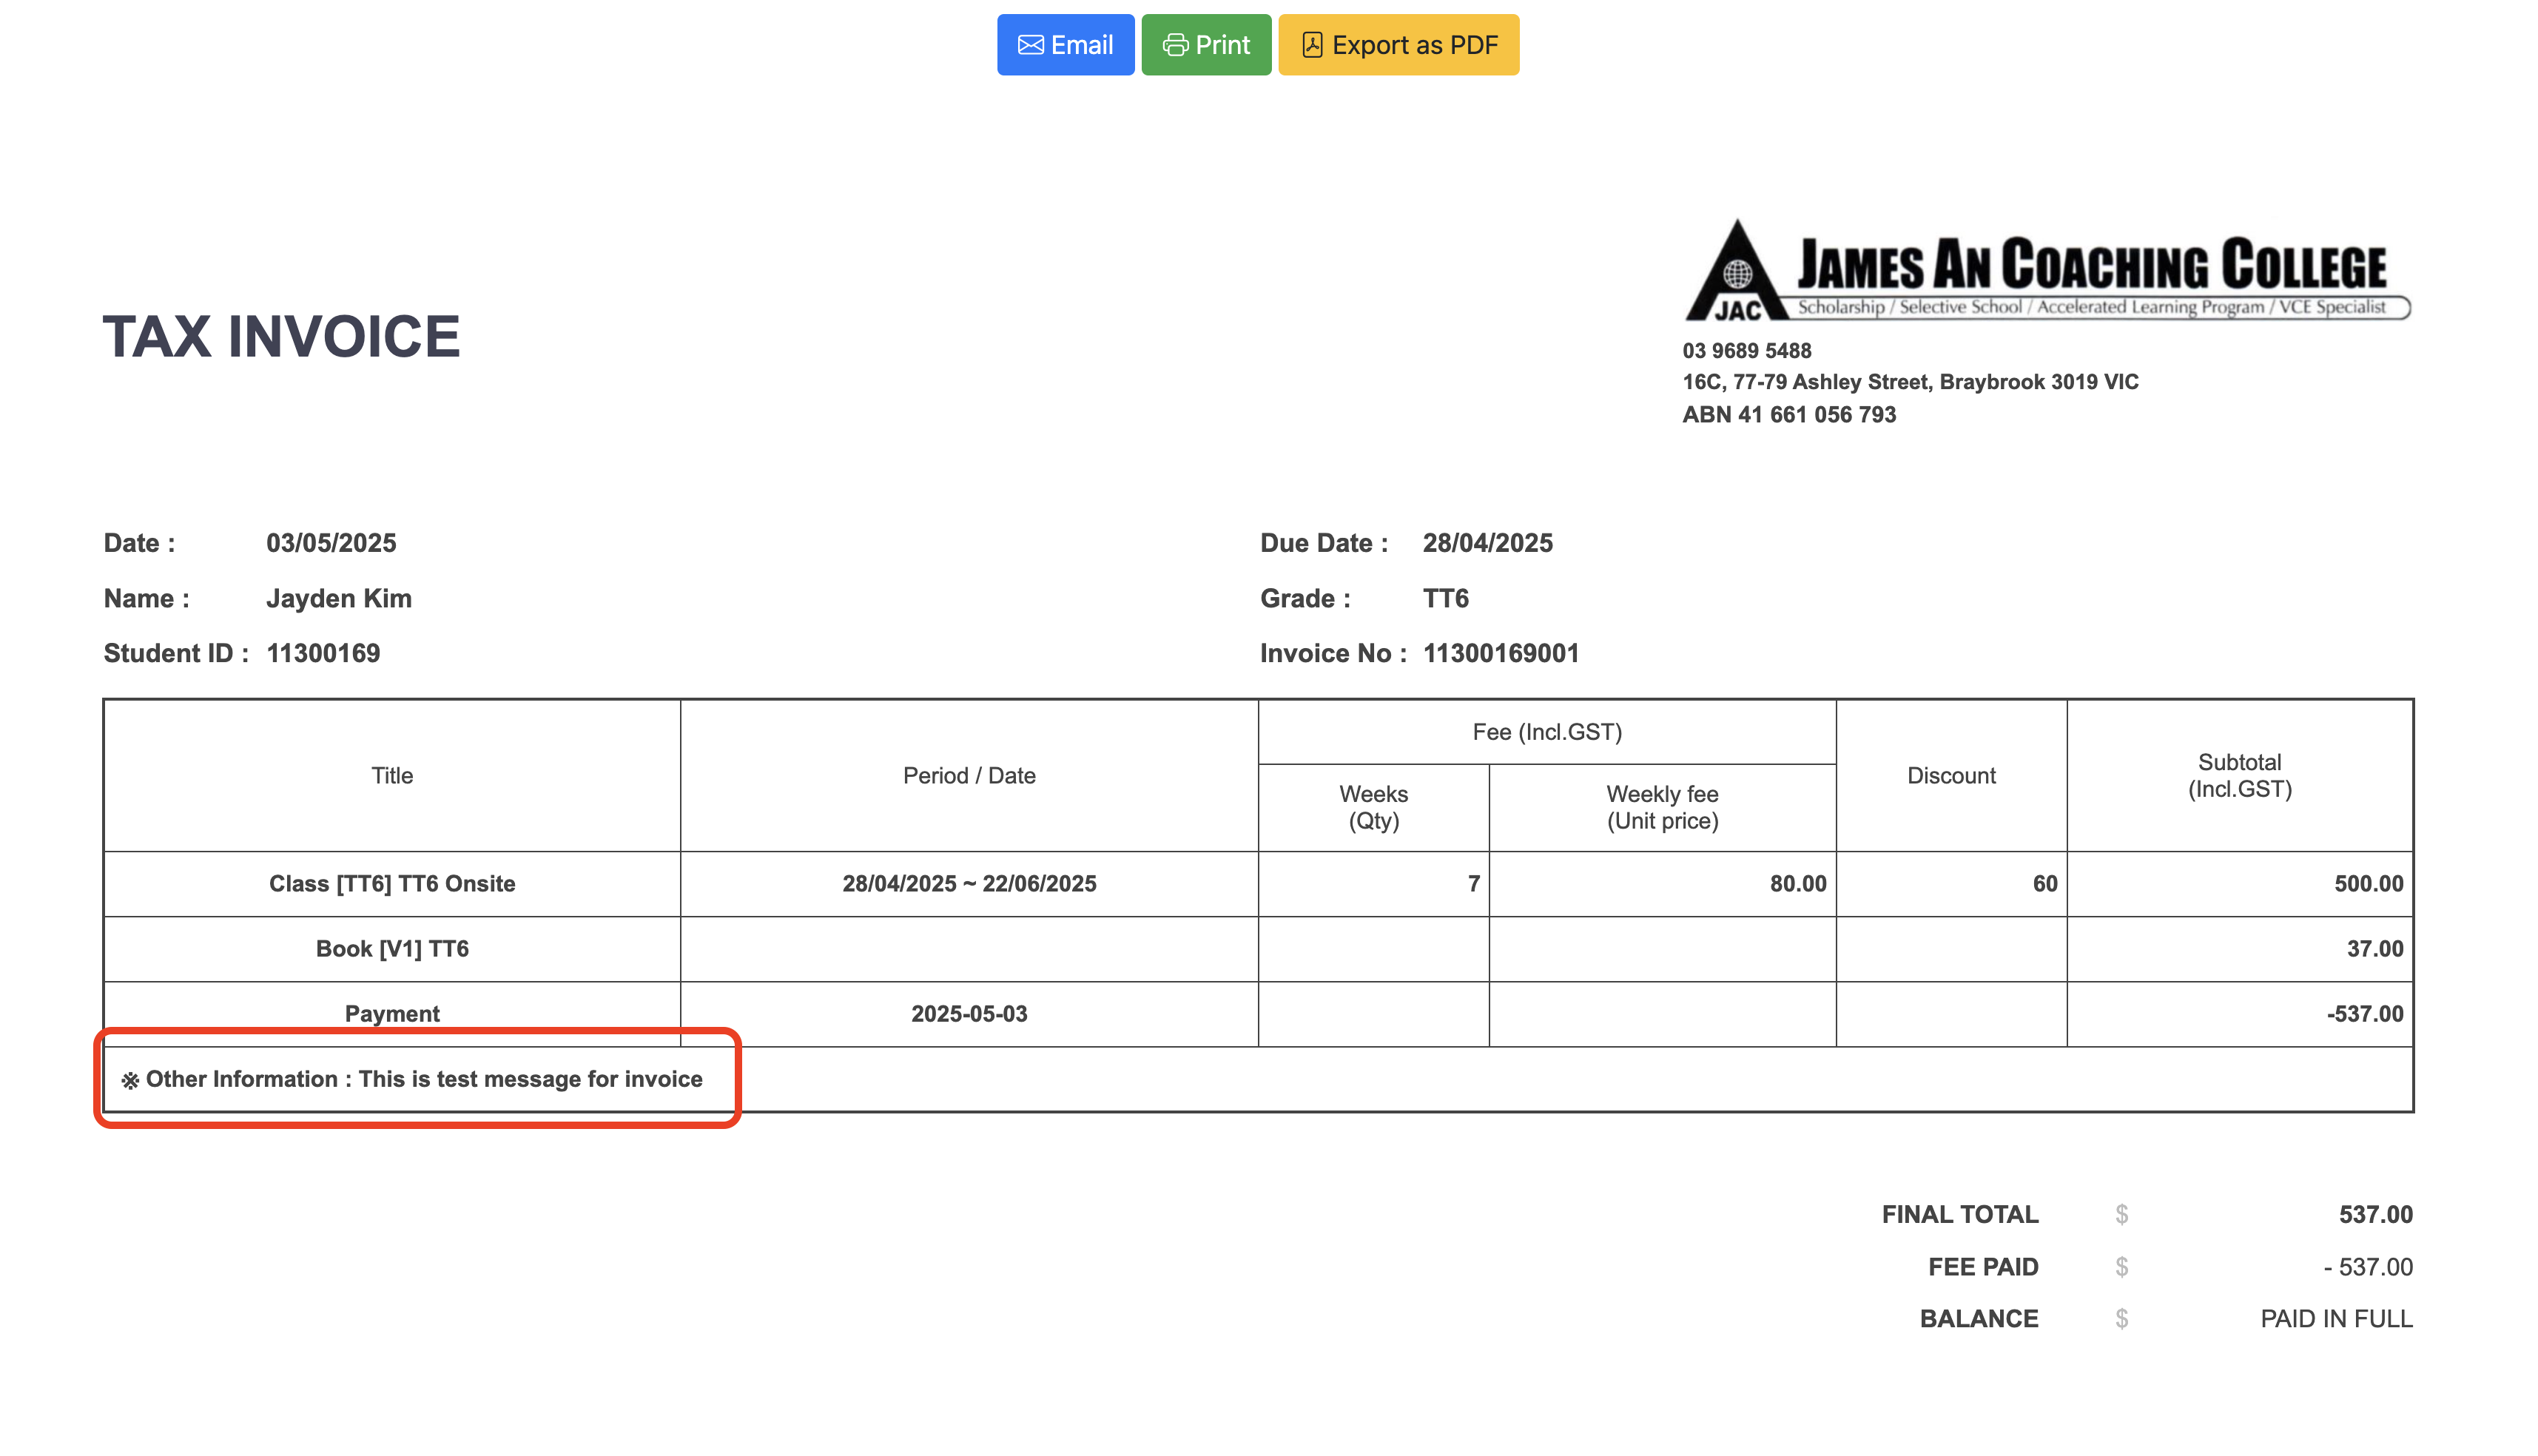 Email Print Export as PDF
JAMES AN COACHING COLLEGE
JAC Scholarship / Selective School / Accelerated Learning Program / VCE Specialist
TAX INVOICE
03 9689 5488
16C, 77-79 Ashley Street, Braybrook 3019 VIC
ABN 41 661 056 793
Date : 03/05/2025 Due Date : 28/04/2025
Name : Jayden Kim Grade : TT6
Student ID : 11300169 Invoice No : 11300169001
Title Period / Date Fee (Incl.GST) Discount Subtotal (Incl.GST)
Weeks (Qty) Weekly fee (Unit price)
Class [TT6] TT6 Onsite 28/04/2025 ~ 22/06/2025 7 80.00 60 500.00
Book [V1] TT6 37.00
Payment 2025-05-03 -537.00
※ Other Information : This is test message for invoice
FINAL TOTAL $ 537.00
FEE PAID $ - 537.00
BALANCE $ PAID IN FULL